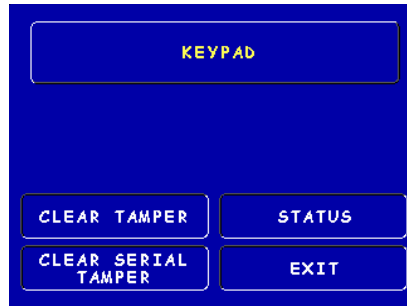 KEYPAD
CLEAR TAMPER
STATUS
CLEAR SERIAL
TAMPER
EXIT